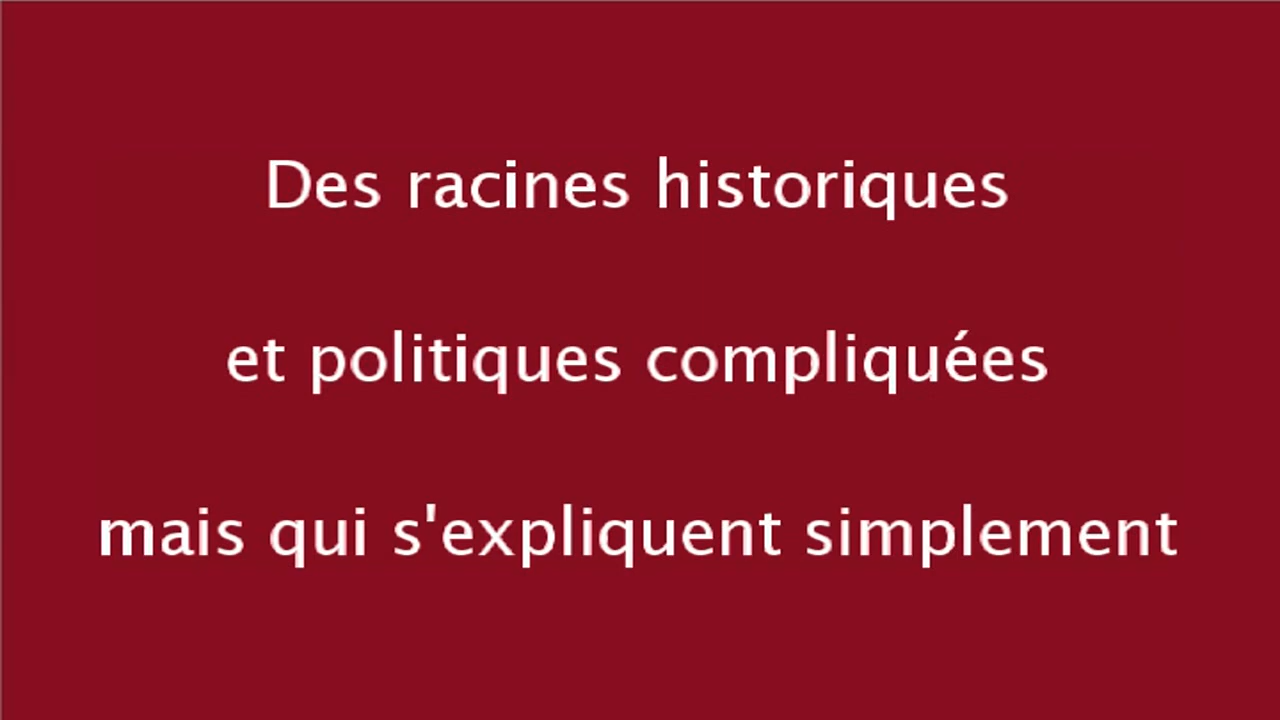 Des racines historiques
et politiques compliquées
mais qui s'expliquent simplement